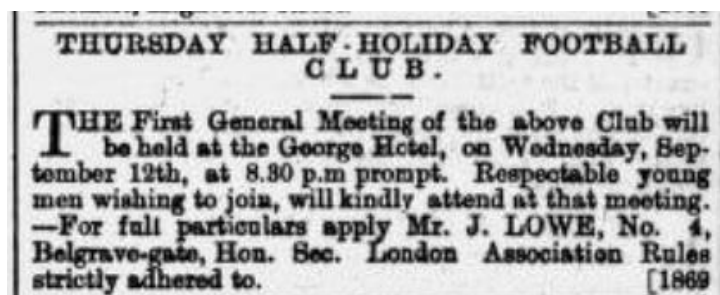 THURSDAY HALF-HOLIDAY FOOTBALL
CLUB.
THE First General Meeting of the above Club will
be held at the George Hotel, on Wednesday, Sep-
tember 12th, at 8.30 p.m prompt. Respectable young
men wishing to join, will kindly attend at that meeting.
—For full particulars apply Mr. J. LOWE, No. 4,
Belgrave-gate, Hon. Sec. London Association Rules
strictly adhered to. [1869